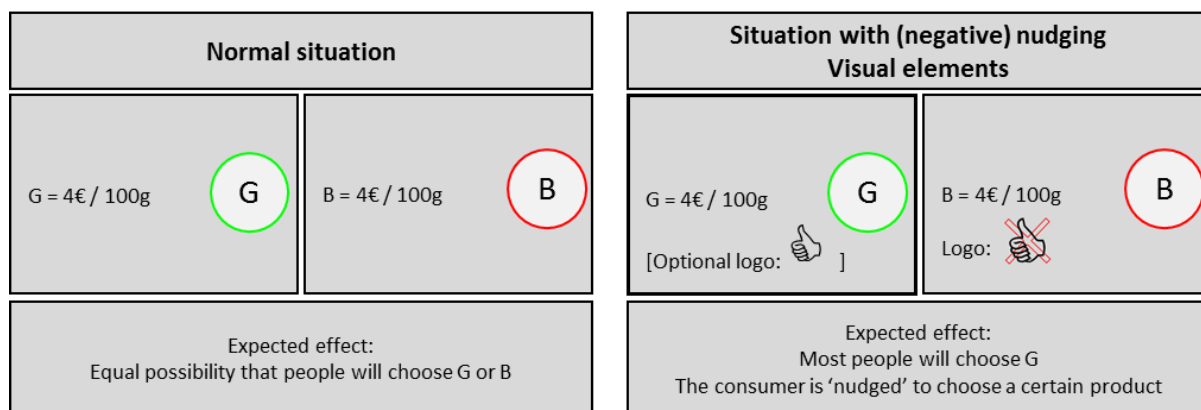 Normal situation
G = 4€ / 100g
G
B = 4€ / 100g
B
Expected effect:
Equal possibility that people will choose G or B
Situation with (negative) nudging
Visual elements
G = 4€ / 100g
G
[Optional logo: ]
B = 4€ / 100g
B
Logo:
Expected effect:
Most people will choose G
The consumer is ‘nudged’ to choose a certain product